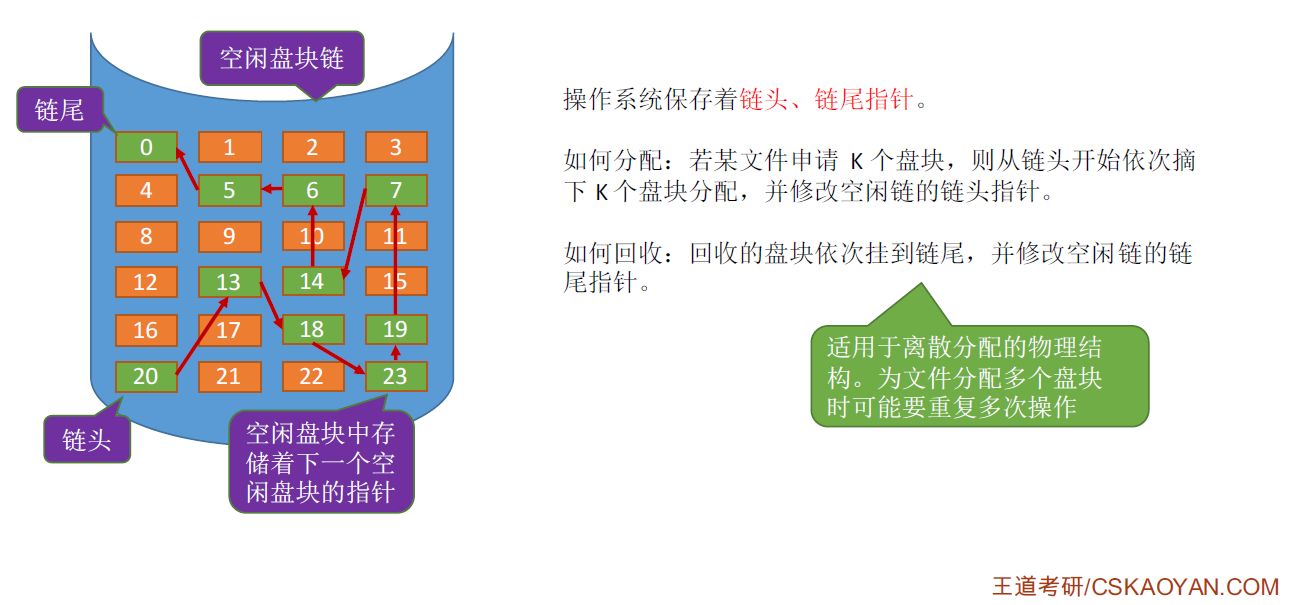 空闲盘块链
链尾
0 1 2 3
4 5 6 7
8 9 10 11
12 13 14 15
16 17 18 19
20 21 22 23
链头
空闲盘块中存
储着下一个空
闲盘块的指针
操作系统保存着链头、链尾指针。
如何分配：若某文件申请 K 个盘块，则从链头开始依次摘
下 K 个盘块分配，并修改空闲链的链头指针。
如何回收：回收的盘块依次挂到链尾，并修改空闲链的链
尾指针。
适用于离散分配的物理结
构。为文件分配多个盘块
时可能要重复多次操作
王道考研/CSKAOYAN.COM